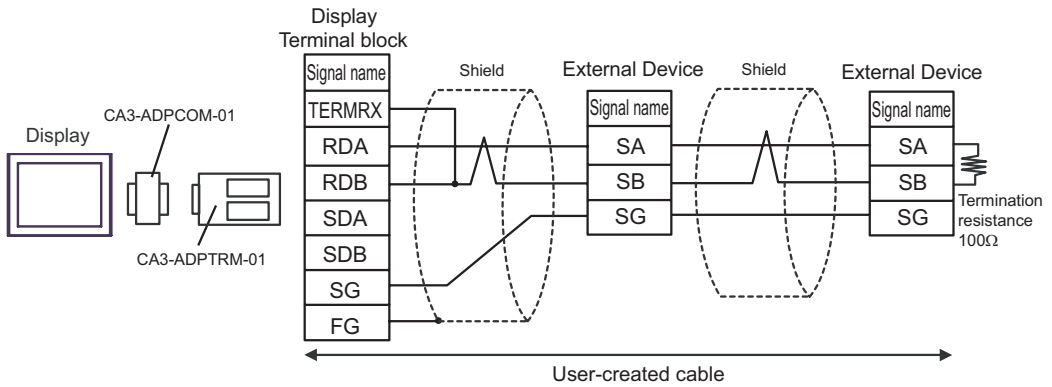 Display
CA3-ADPCOM-01
CA3-ADPTRM-01
Display
Terminal block
Signal name
TERMRX
RDA
RDB
SDA
SDB
SG
FG
Shield
External Device
Signal name
SA
SB
SG
Shield
External Device
Signal name
SA
SB
SG
Termination
resistance
100Ω
User-created cable